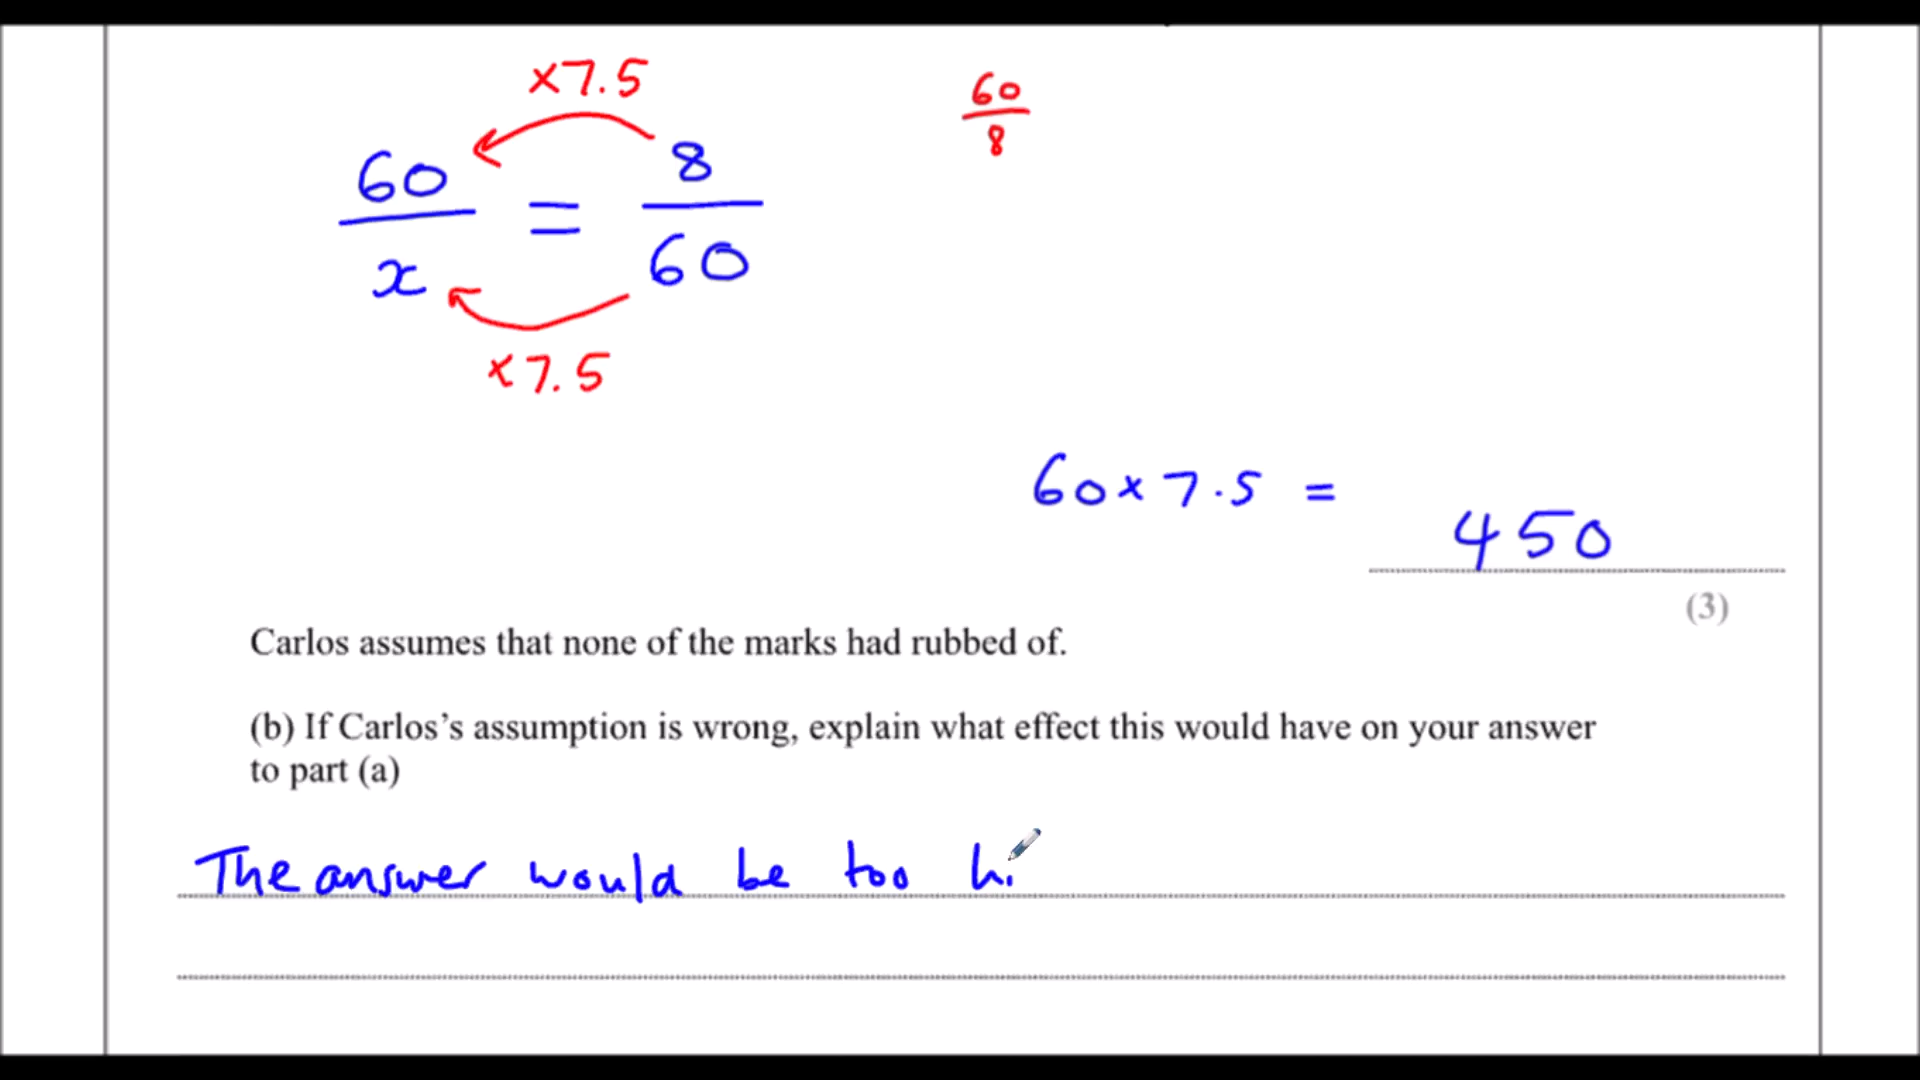 ×7.5
60/8
60/x = 8/60
×7.5
60 × 7.5 =
450
(3)
Carlos assumes that none of the marks had rubbed of.
(b) If Carlos’s assumption is wrong, explain what effect this would have on your answer
to part (a)
The answer would be too hi